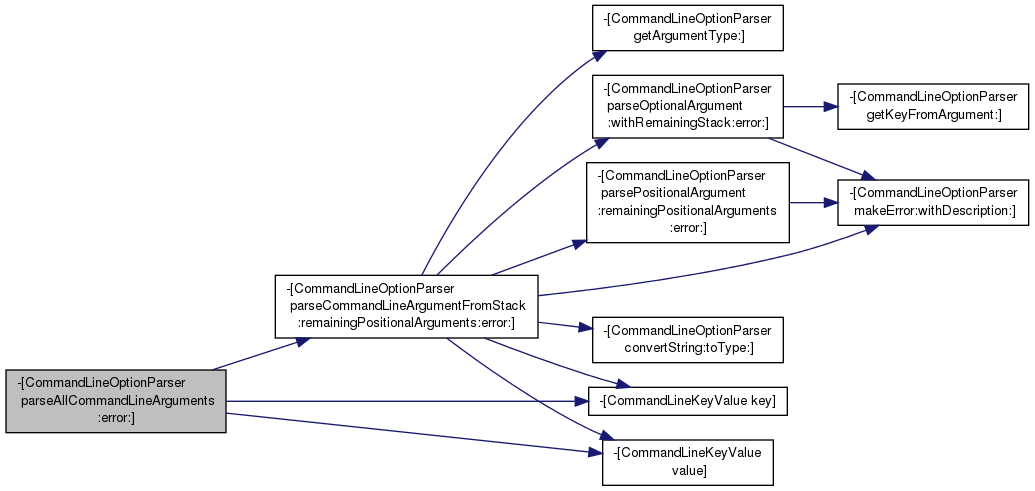 -[CommandLineOptionParser
getArgumentType:]
-[CommandLineOptionParser
parseOptionalArgument
:withRemainingStack:error:]
-[CommandLineOptionParser
getKeyFromArgument:]
-[CommandLineOptionParser
parsePositionalArgument
:remainingPositionalArguments
:error:]
-[CommandLineOptionParser
makeError:withDescription:]
-[CommandLineOptionParser
parseCommandLineArgumentFromStack
:remainingPositionalArguments:error:]
-[CommandLineOptionParser
convertString:toType:]
-[CommandLineOptionParser
parseAllCommandLineArguments
:error:]
-[CommandLineKeyValue key]
-[CommandLineKeyValue
value]